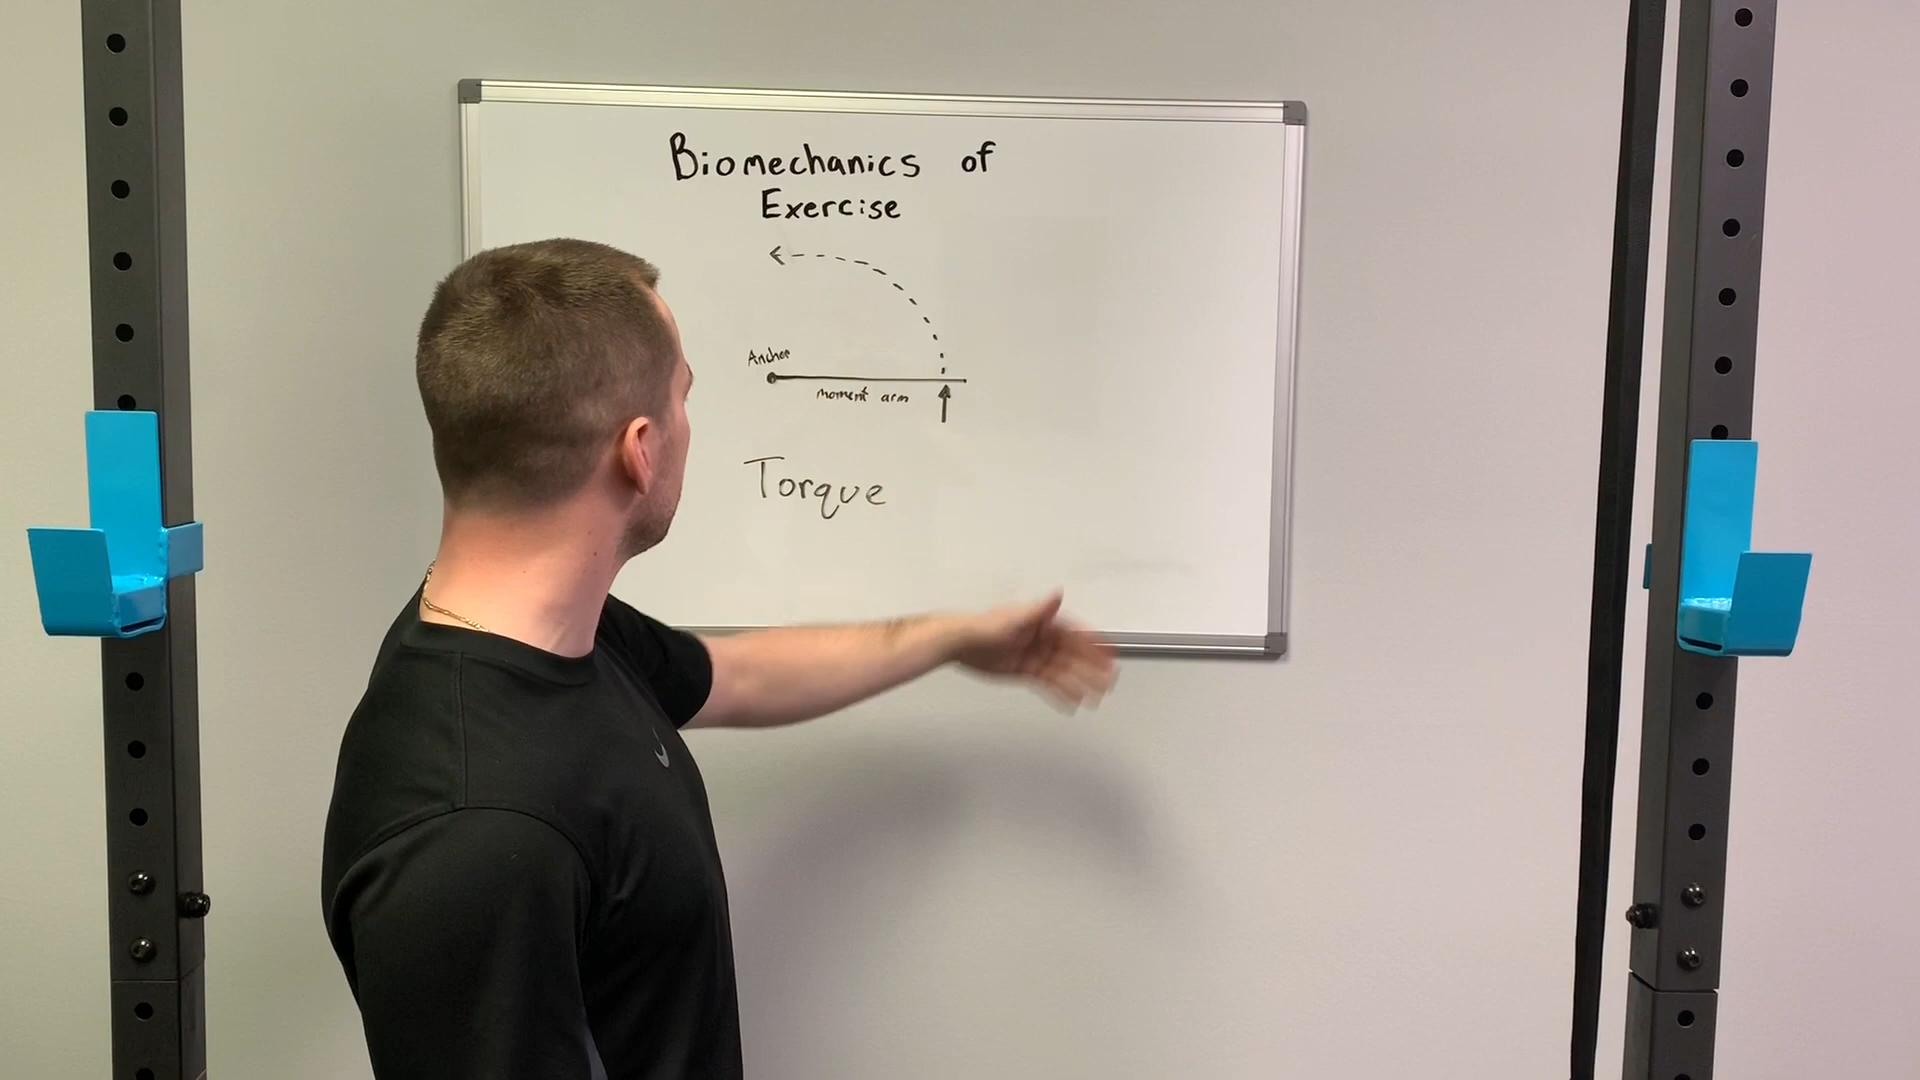 Biomechanics of
Exercise
Anchor
moment arm
Torque